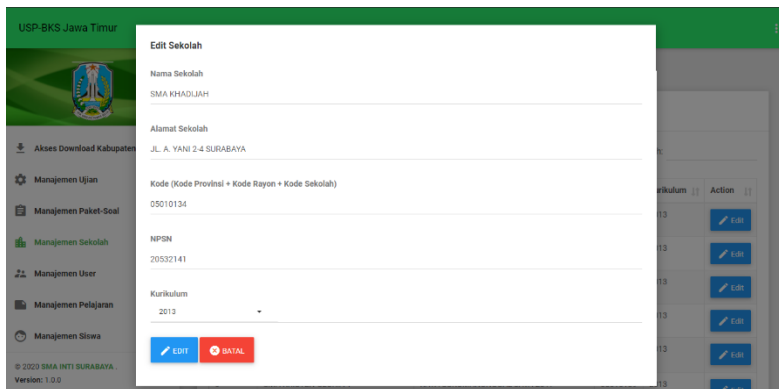 USP-BKS Jawa Timur
Akses Download Kabupaten
Manajemen Ujian
Manajemen Paket-Soal
Manajemen Sekolah
Manajemen User
Manajemen Pelajaran
Manajemen Siswa
© 2020 SMA INTI SURABAYA .
Version: 1.0.0
Edit Sekolah
Nama Sekolah
SMA KHADIJAH
Alamat Sekolah
JL. A. YANI 2-4 SURABAYA
Kode (Kode Provinsi + Kode Rayon + Kode Sekolah)
05010134
NPSN
20532141
Kurikulum
2013
EDIT BATAL
Action
Edit
Edit
Edit
Edit
Edit